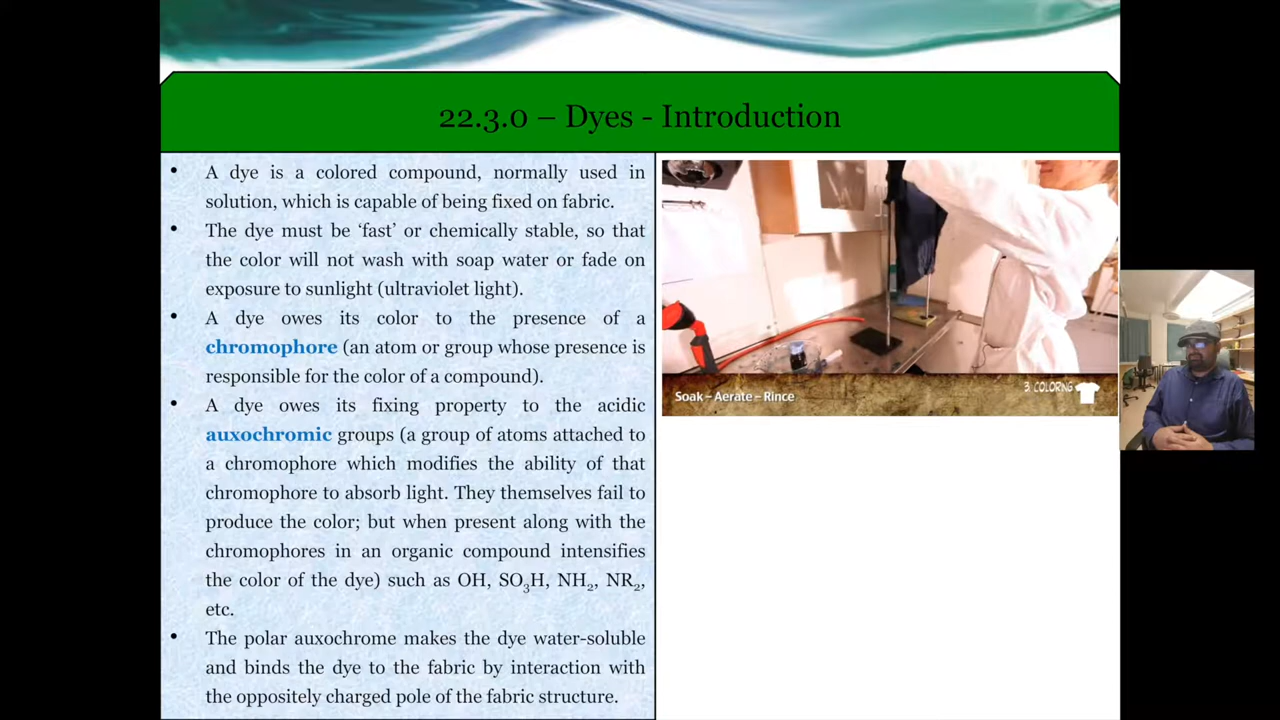 22.3.0 – Dyes - Introduction
• A dye is a colored compound, normally used in
solution, which is capable of being fixed on fabric.
• The dye must be ‘fast’ or chemically stable, so that
the color will not wash with soap water or fade on
exposure to sunlight (ultraviolet light).
• A dye owes its color to the presence of a
chromophore (an atom or group whose presence is
responsible for the color of a compound).
• A dye owes its fixing property to the acidic
auxochromic groups (a group of atoms attached to
a chromophore which modifies the ability of that
chromophore to absorb light. They themselves fail to
produce the color; but when present along with the
chromophores in an organic compound intensifies
the color of the dye) such as OH, SO₃H, NH₂, NR₂,
etc.
• The polar auxochrome makes the dye water-soluble
and binds the dye to the fabric by interaction with
the oppositely charged pole of the fabric structure.
3 COLORING
Soak – Aerate – Rince